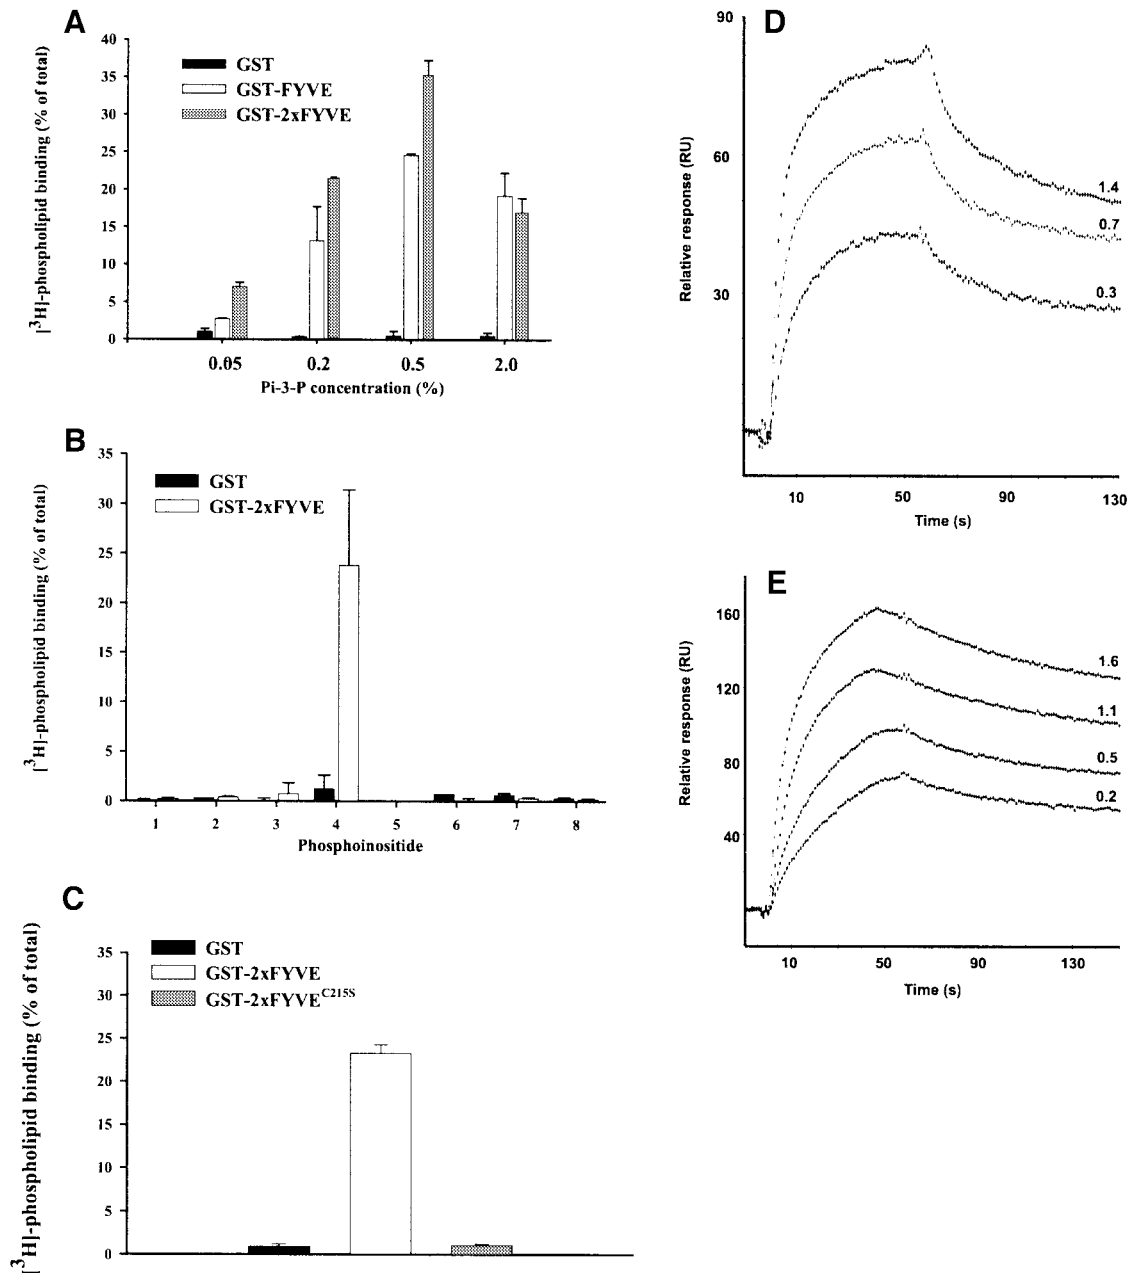 A
[³H]-phospholipid binding (% of total)
40
35
30
25
20
15
10
5
0
GST
GST-FYVE
GST-2xFYVE
0.05
0.2
0.5
2.0
Pi-3-P concentration (%)
B
[³H]-phospholipid binding (% of total)
35
30
25
20
15
10
5
0
GST
GST-2xFYVE
1
2
3
4
5
6
7
8
Phosphoinositide
C
[³H]-phospholipid binding (% of total)
35
30
25
20
15
10
5
0
GST
GST-2xFYVE
GST-2xFYVE^C215S
D
Relative response (RU)
90
60
30
1.4
0.7
0.3
10
50
90
130
Time (s)
E
Relative response (RU)
160
120
80
40
1.6
1.1
0.5
0.2
10
50
90
130
Time (s)